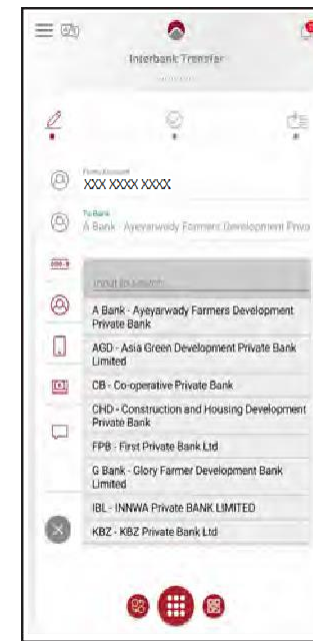 Interbank Transfer
From Account
XXX XXXX XXXX
To Bank
A Bank - Ayeyarwady Farmers Development Priva
Input to search
A Bank - Ayeyarwady Farmers Development
Private Bank
AGD - Asia Green Development Private Bank
Limited
CB - Co-operative Private Bank
CHD - Construction and Housing Development
Private Bank
FPB - First Private Bank Ltd
G Bank - Glory Farmer Development Bank
Limited
IBL - INNWA Private BANK LIMITED
KBZ - KBZ Private Bank Ltd